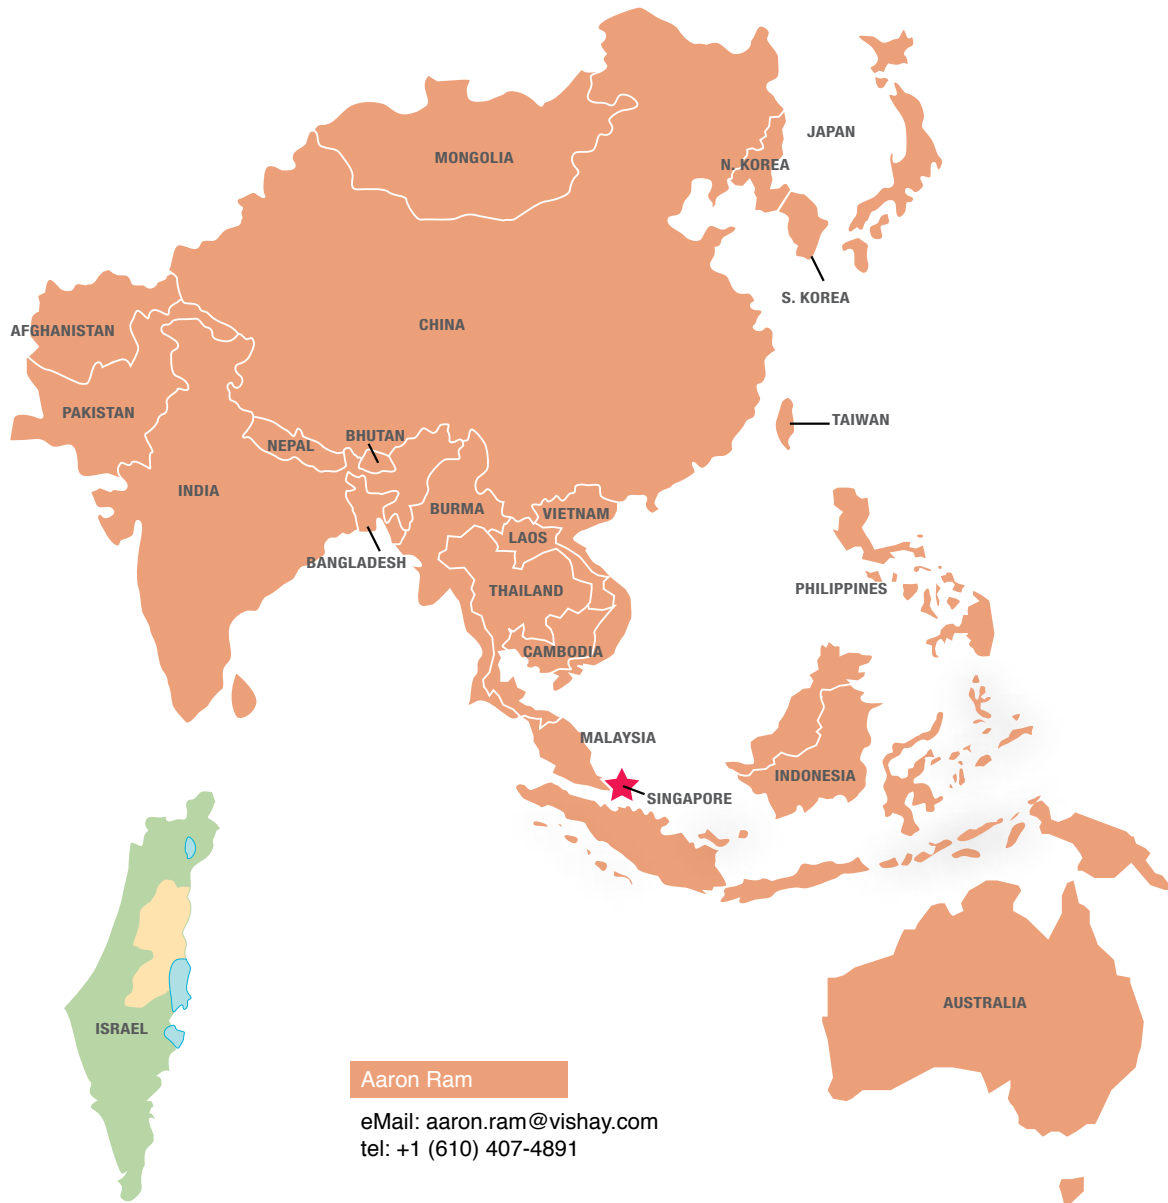 JAPAN
MONGOLIA
N. KOREA
S. KOREA
CHINA
AFGHANISTAN
PAKISTAN
TAIWAN
BHUTAN
NEPAL
INDIA
BURMA
VIETNAM
LAOS
BANGLADESH
THAILAND
PHILIPPINES
CAMBODIA
MALAYSIA
INDONESIA
SINGAPORE
AUSTRALIA
ISRAEL
Aaron Ram
eMail: aaron.ram@vishay.com
tel: +1 (610) 407-4891